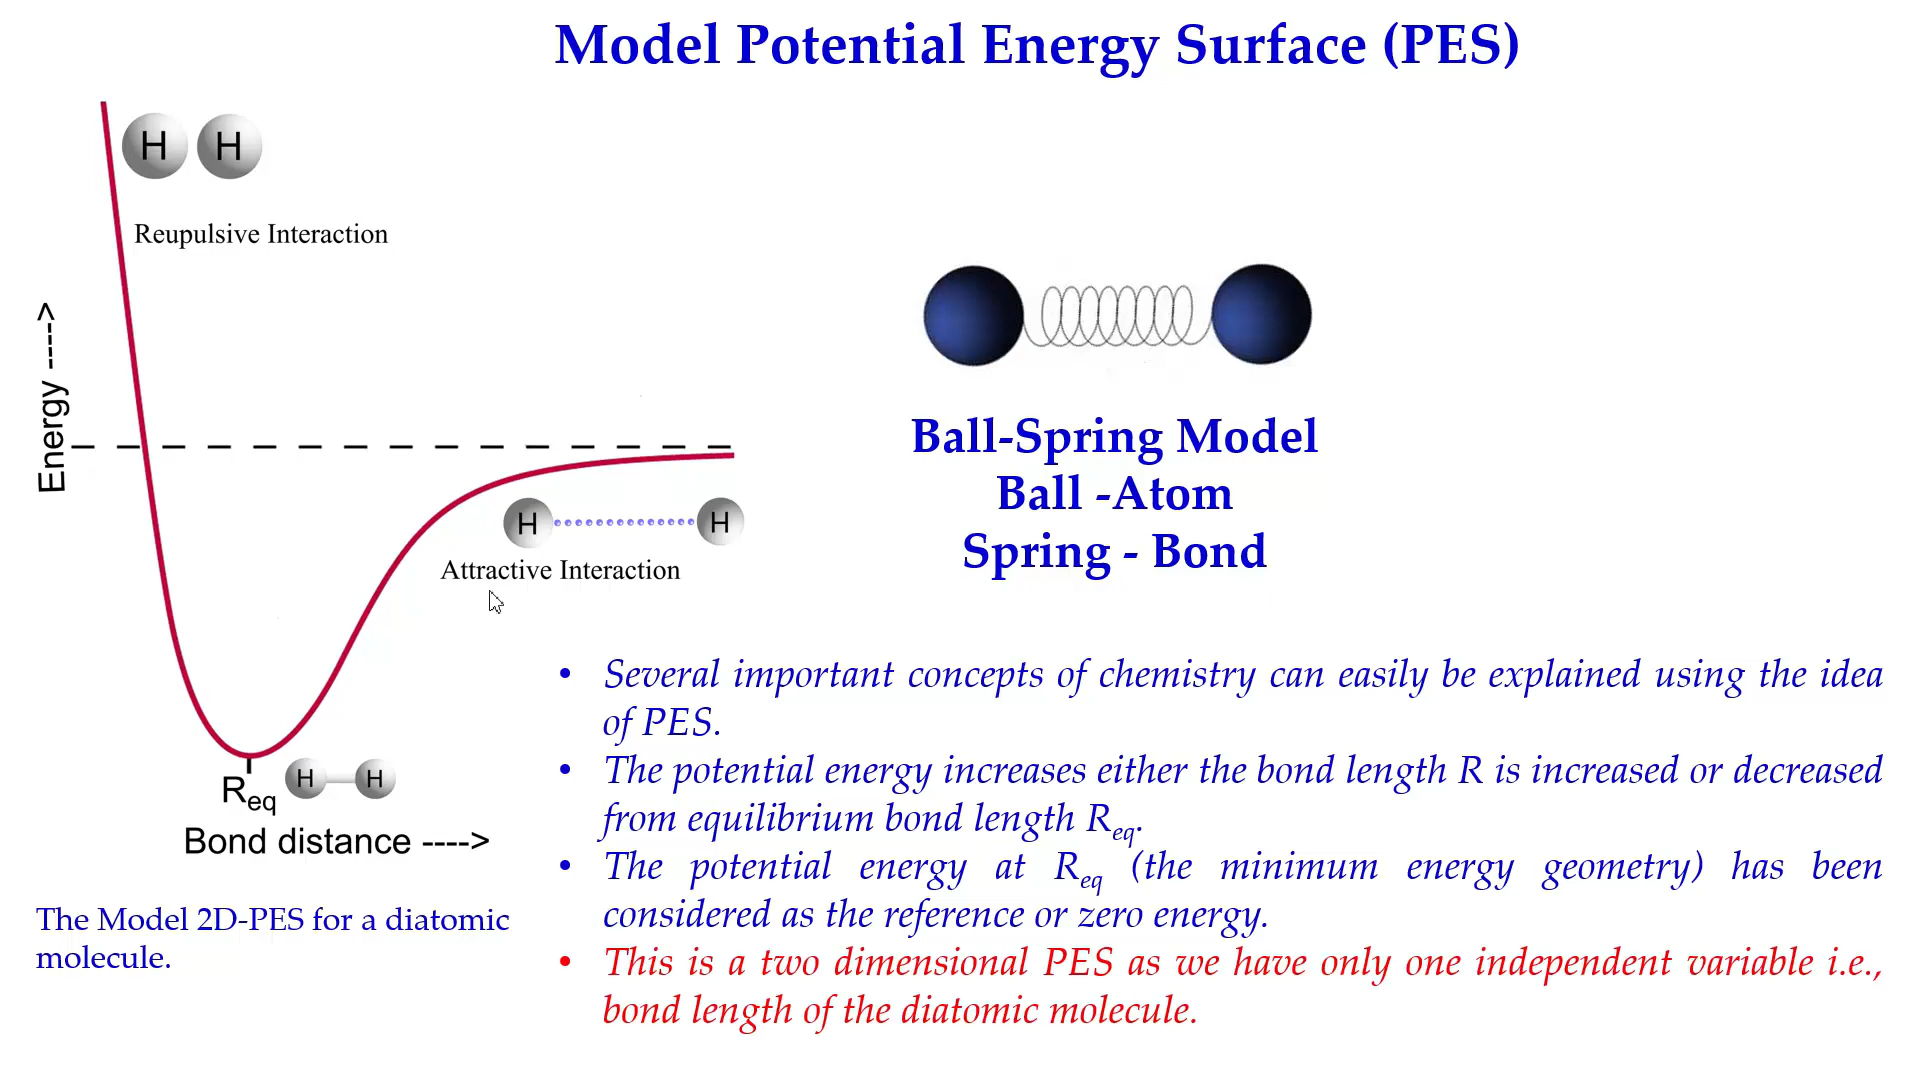 Model Potential Energy Surface (PES)
H H
Reupulsive Interaction
Energy ---->
H H
Attractive Interaction
Req
H H
Bond distance ---->
The Model 2D-PES for a diatomic
molecule.
Ball-Spring Model
Ball -Atom
Spring - Bond
• Several important concepts of chemistry can easily be explained using the idea
of PES.
• The potential energy increases either the bond length R is increased or decreased
from equilibrium bond length Req.
• The potential energy at Req (the minimum energy geometry) has been
considered as the reference or zero energy.
• This is a two dimensional PES as we have only one independent variable i.e.,
bond length of the diatomic molecule.